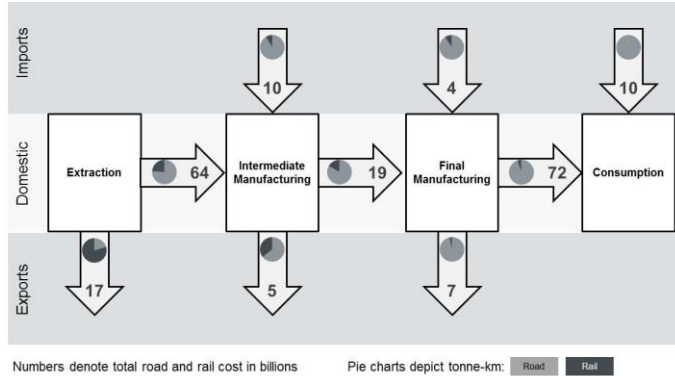 Imports
10
4
10
Domestic
Extraction
64
Intermediate
Manufacturing
19
Final
Manufacturing
72
Consumption
Exports
17
5
7
Numbers denote total road and rail cost in billions
Pie charts depict tonne-km:
Road
Rail